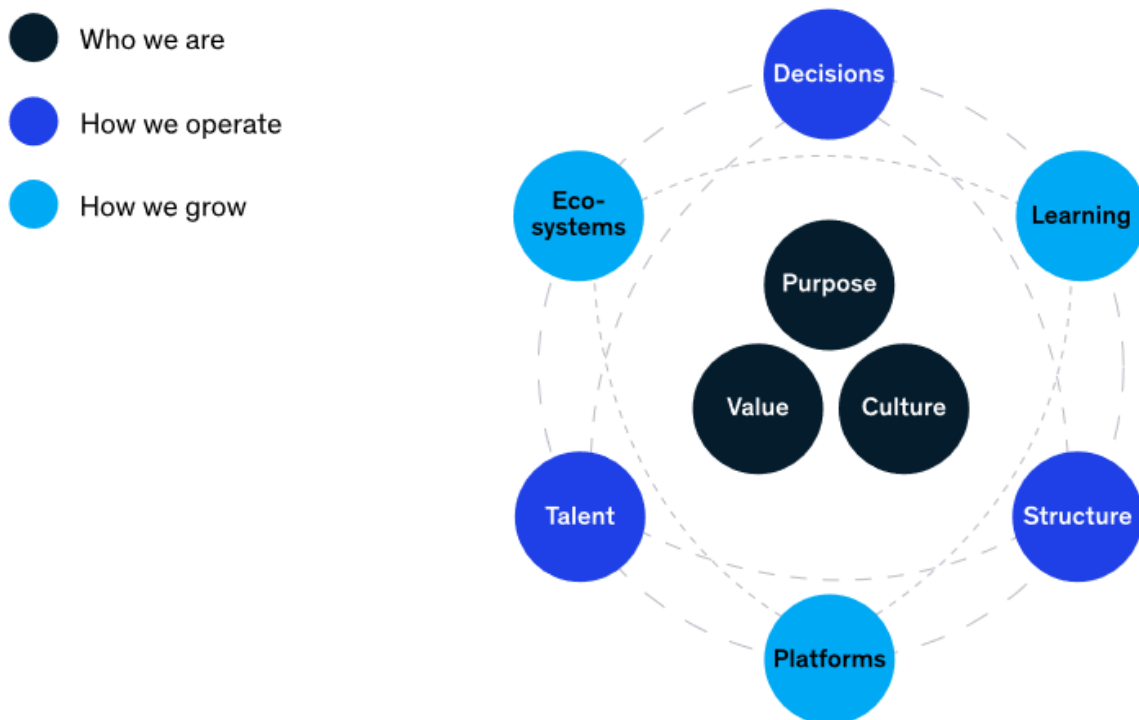 Who we are
How we operate
How we grow
Decisions
Eco-
systems
Learning
Purpose
Value
Culture
Talent
Structure
Platforms